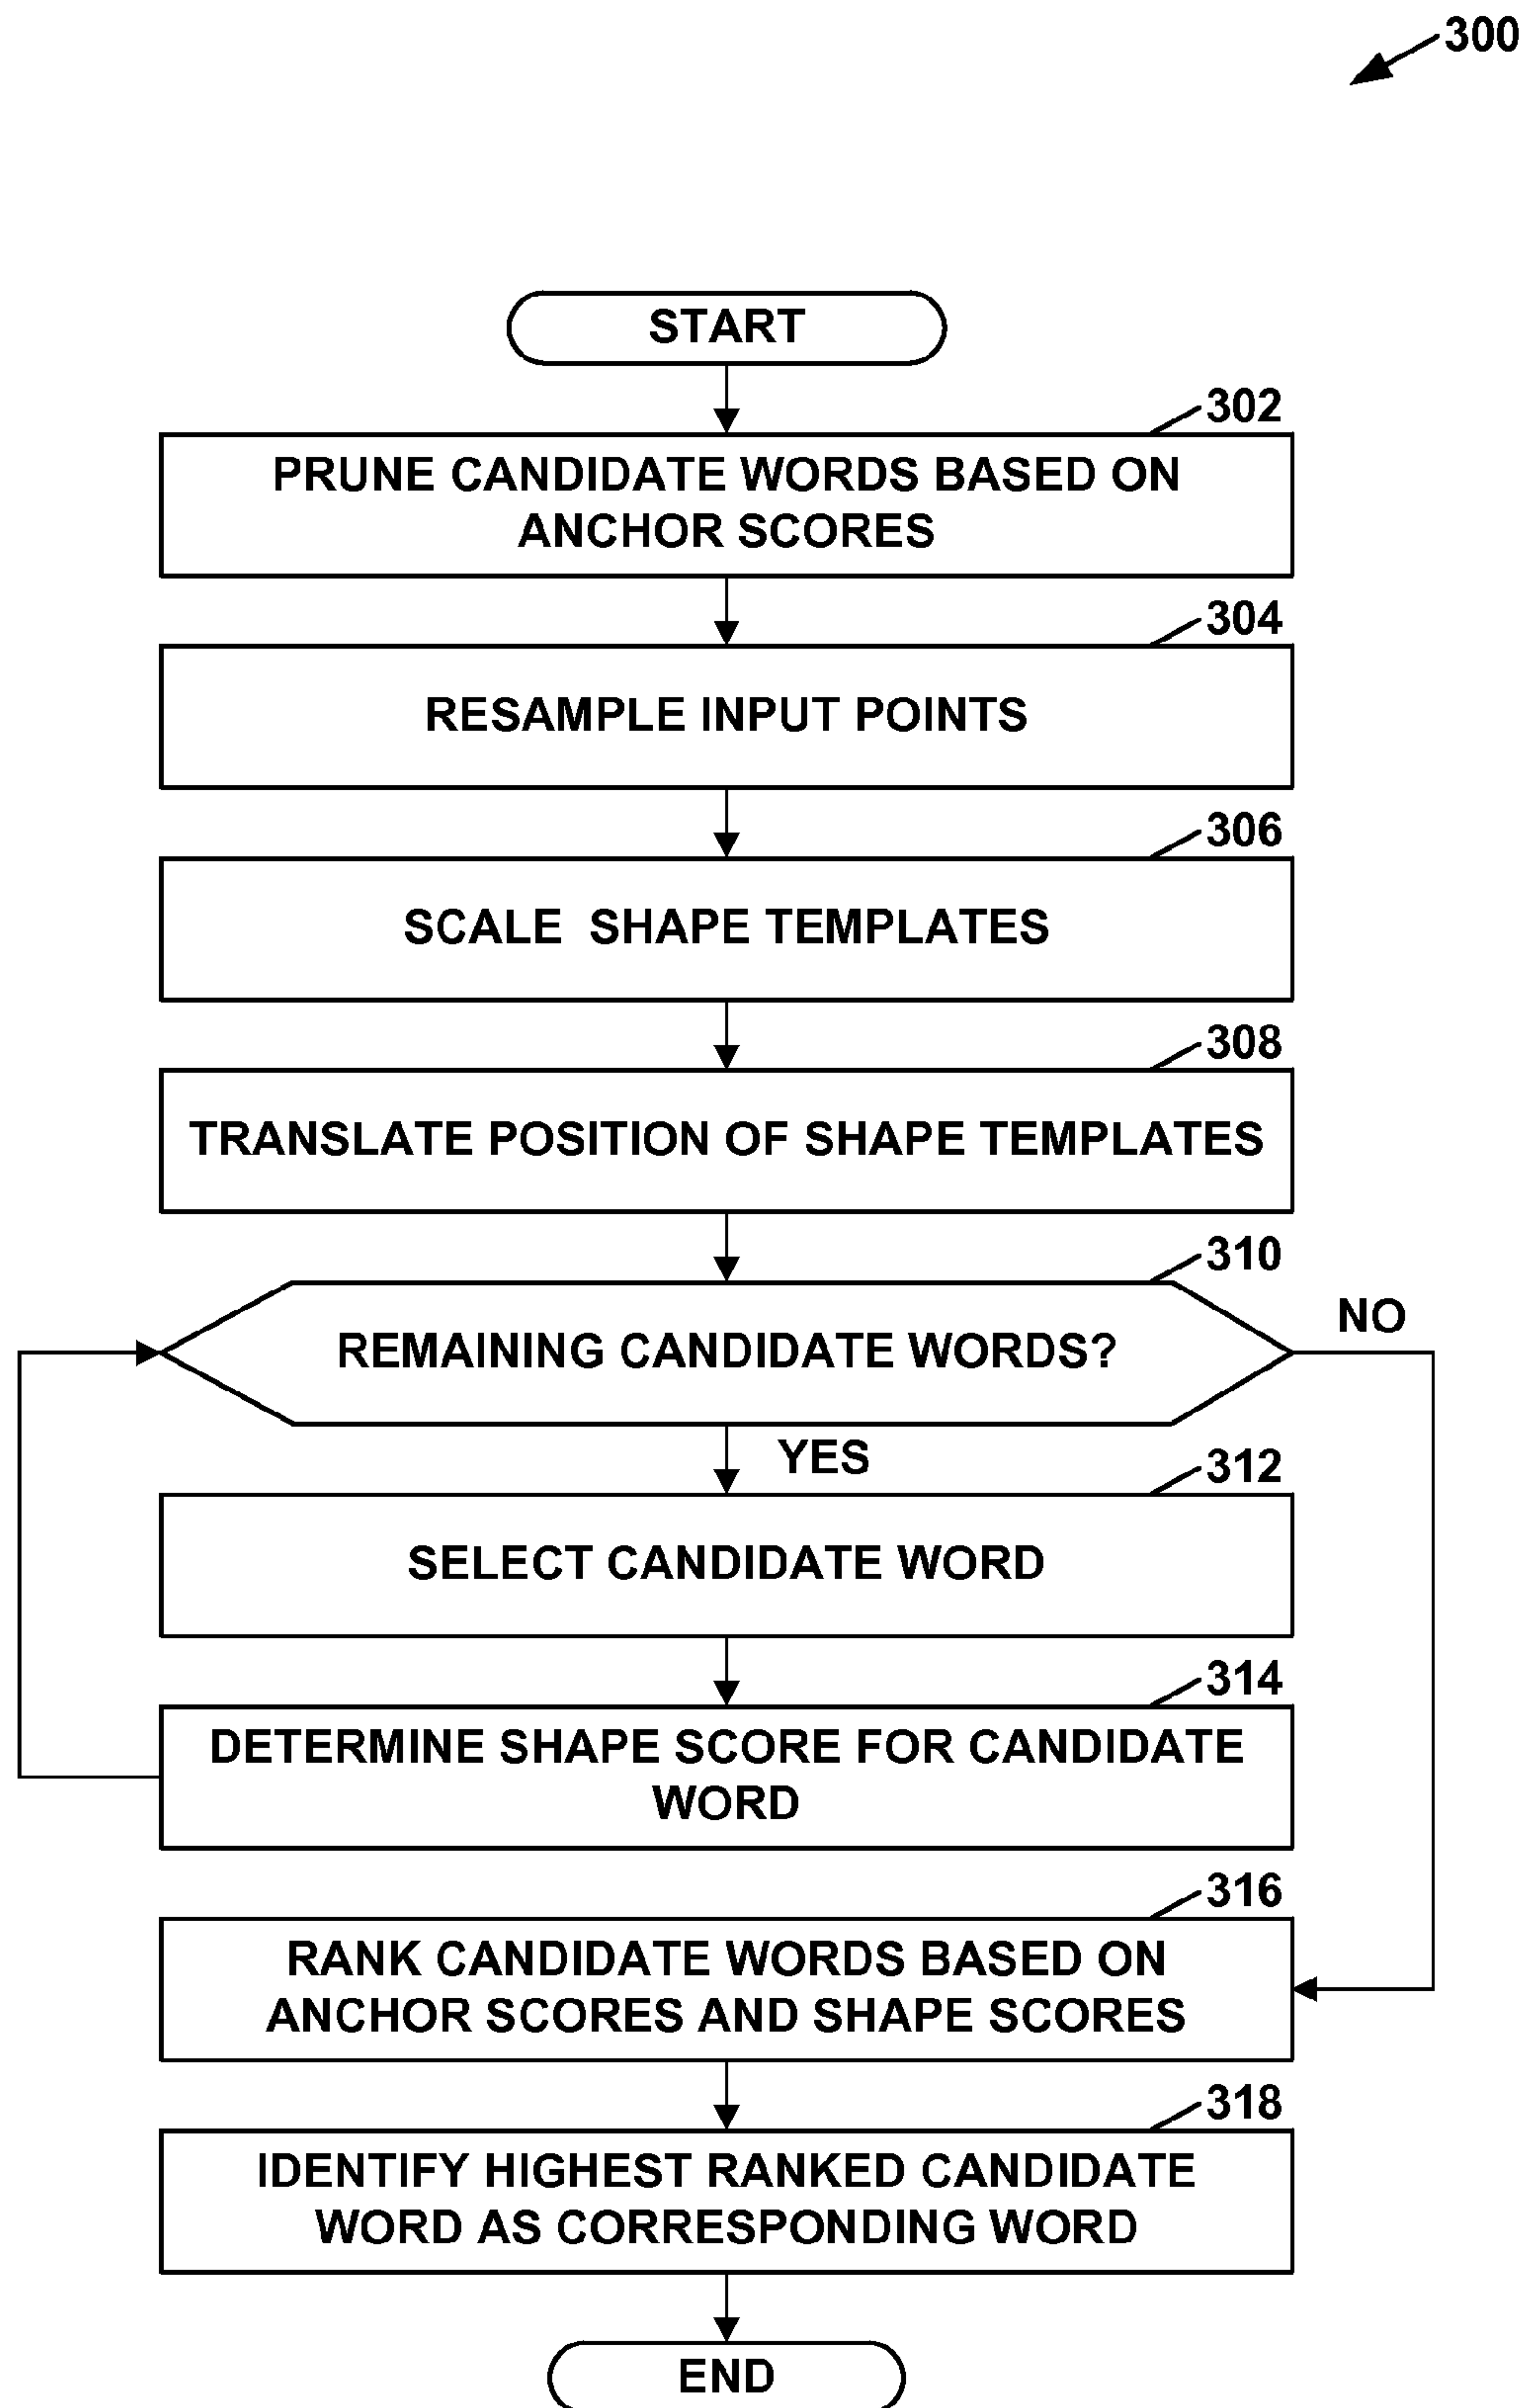 300
START
302
PRUNE CANDIDATE WORDS BASED ON
ANCHOR SCORES
304
RESAMPLE INPUT POINTS
306
SCALE SHAPE TEMPLATES
308
TRANSLATE POSITION OF SHAPE TEMPLATES
310
NO
REMAINING CANDIDATE WORDS?
YES
312
SELECT CANDIDATE WORD
314
DETERMINE SHAPE SCORE FOR CANDIDATE
WORD
316
RANK CANDIDATE WORDS BASED ON
ANCHOR SCORES AND SHAPE SCORES
318
IDENTIFY HIGHEST RANKED CANDIDATE
WORD AS CORRESPONDING WORD
END